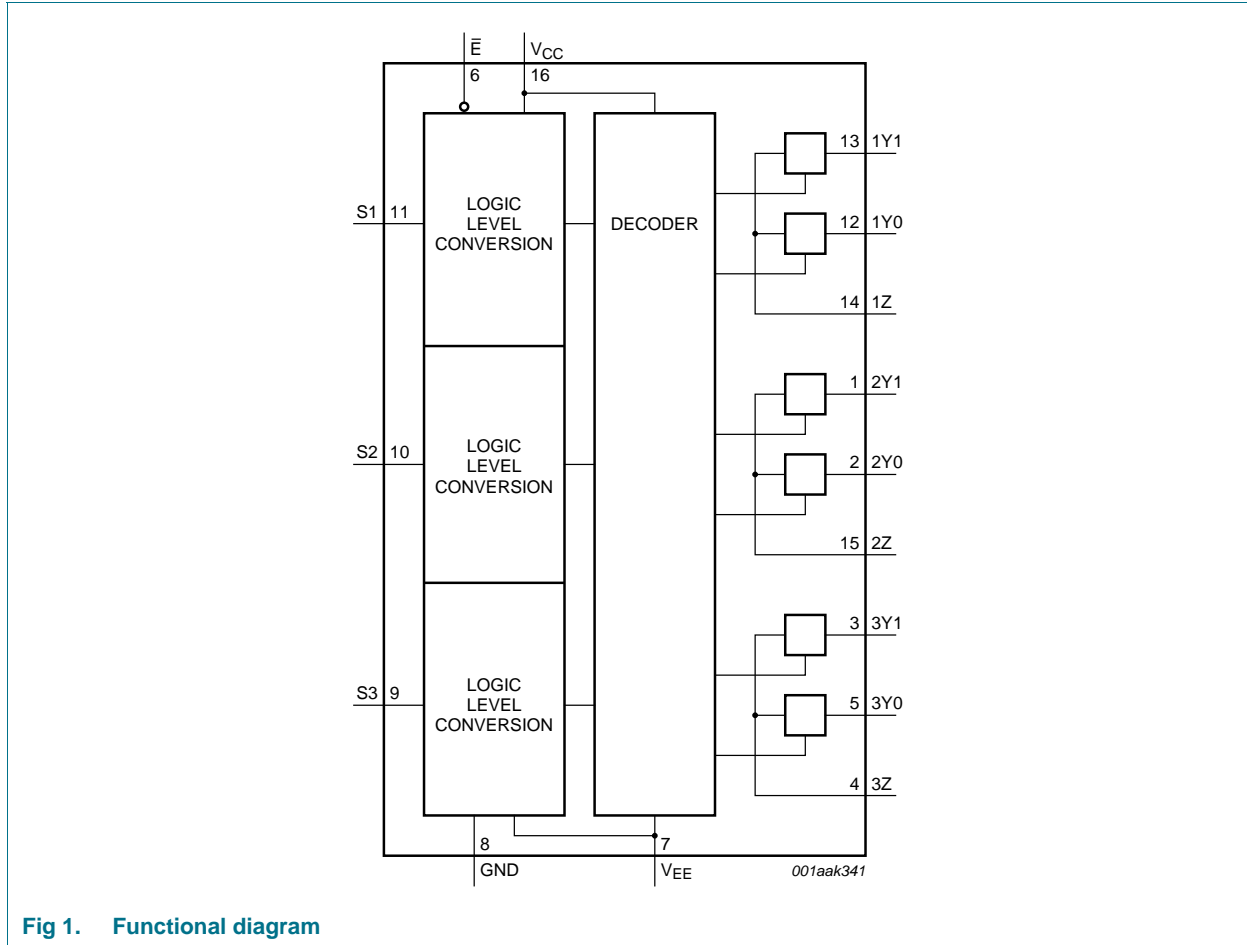 E̅
VCC
6
16
S1 11
LOGIC
LEVEL
CONVERSION
DECODER
13 1Y1
12 1Y0
14 1Z
S2 10
LOGIC
LEVEL
CONVERSION
1 2Y1
2 2Y0
15 2Z
S3 9
LOGIC
LEVEL
CONVERSION
3 3Y1
5 3Y0
4 3Z
8
7
GND
VEE
001aak341
Fig 1. Functional diagram